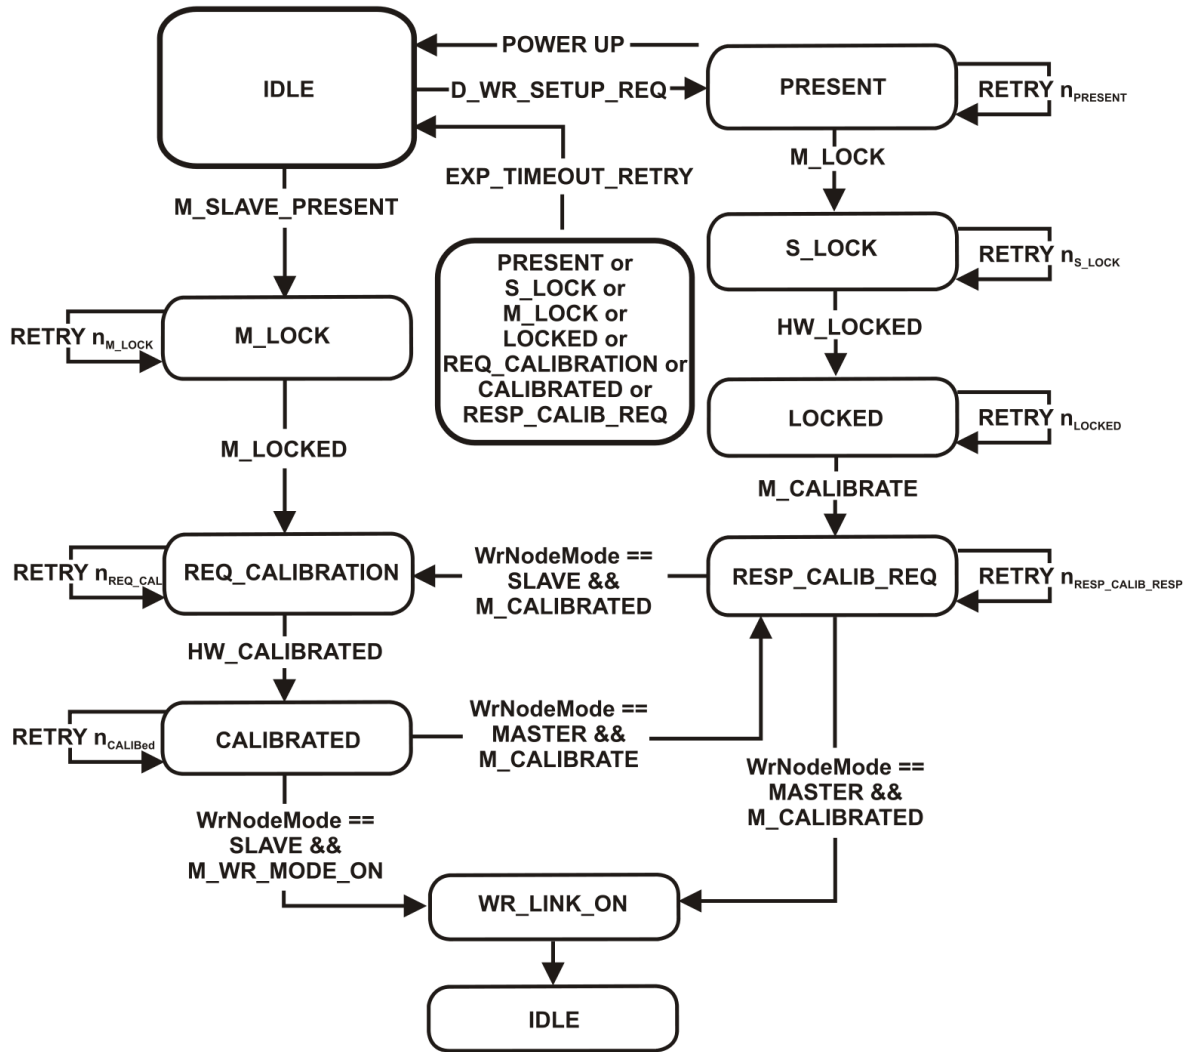 POWER UP
IDLE
D_WR_SETUP_REQ
PRESENT
RETRY nPRESENT
M_LOCK
EXP_TIMEOUT_RETRY
M_SLAVE_PRESENT
S_LOCK
RETRY nS_LOCK
PRESENT or
S_LOCK or
M_LOCK or
LOCKED or
REQ_CALIBRATION or
CALIBRATED or
RESP_CALIB_REQ
HW_LOCKED
M_LOCK
RETRY nM_LOCK
LOCKED
RETRY nLOCKED
M_LOCKED
M_CALIBRATE
RETRY nREQ_CAL
REQ_CALIBRATION
WrNodeMode ==
SLAVE &&
M_CALIBRATED
RESP_CALIB_REQ
RETRY nRESP_CALIB_RESP
HW_CALIBRATED
RETRY nCALIBed
CALIBRATED
WrNodeMode ==
MASTER &&
M_CALIBRATE
WrNodeMode ==
MASTER &&
M_CALIBRATED
WrNodeMode ==
SLAVE &&
M_WR_MODE_ON
WR_LINK_ON
IDLE